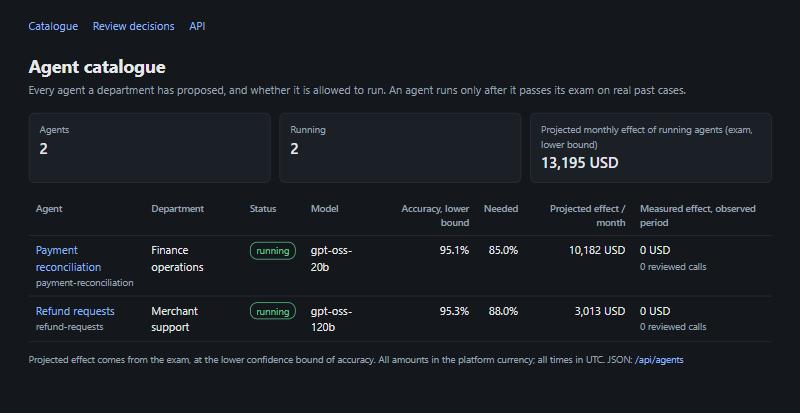 Catalogue Review decisions API
Agent catalogue
Every agent a department has proposed, and whether it is allowed to run. An agent runs only after it passes its exam on real past cases.
Agents
2
Running
2
Projected monthly effect of running agents (exam,
lower bound)
13,195 USD
Agent Department Status Model Accuracy, lower bound Needed Projected effect / month Measured effect, observed period
Payment reconciliation
payment-reconciliation
Finance operations
running
gpt-oss-20b
95.1% 85.0% 10,182 USD 0 USD
0 reviewed calls
Refund requests
refund-requests
Merchant support
running
gpt-oss-120b
95.3% 88.0% 3,013 USD 0 USD
0 reviewed calls
Projected effect comes from the exam, at the lower confidence bound of accuracy. All amounts in the platform currency; all times in UTC. JSON: /api/agents